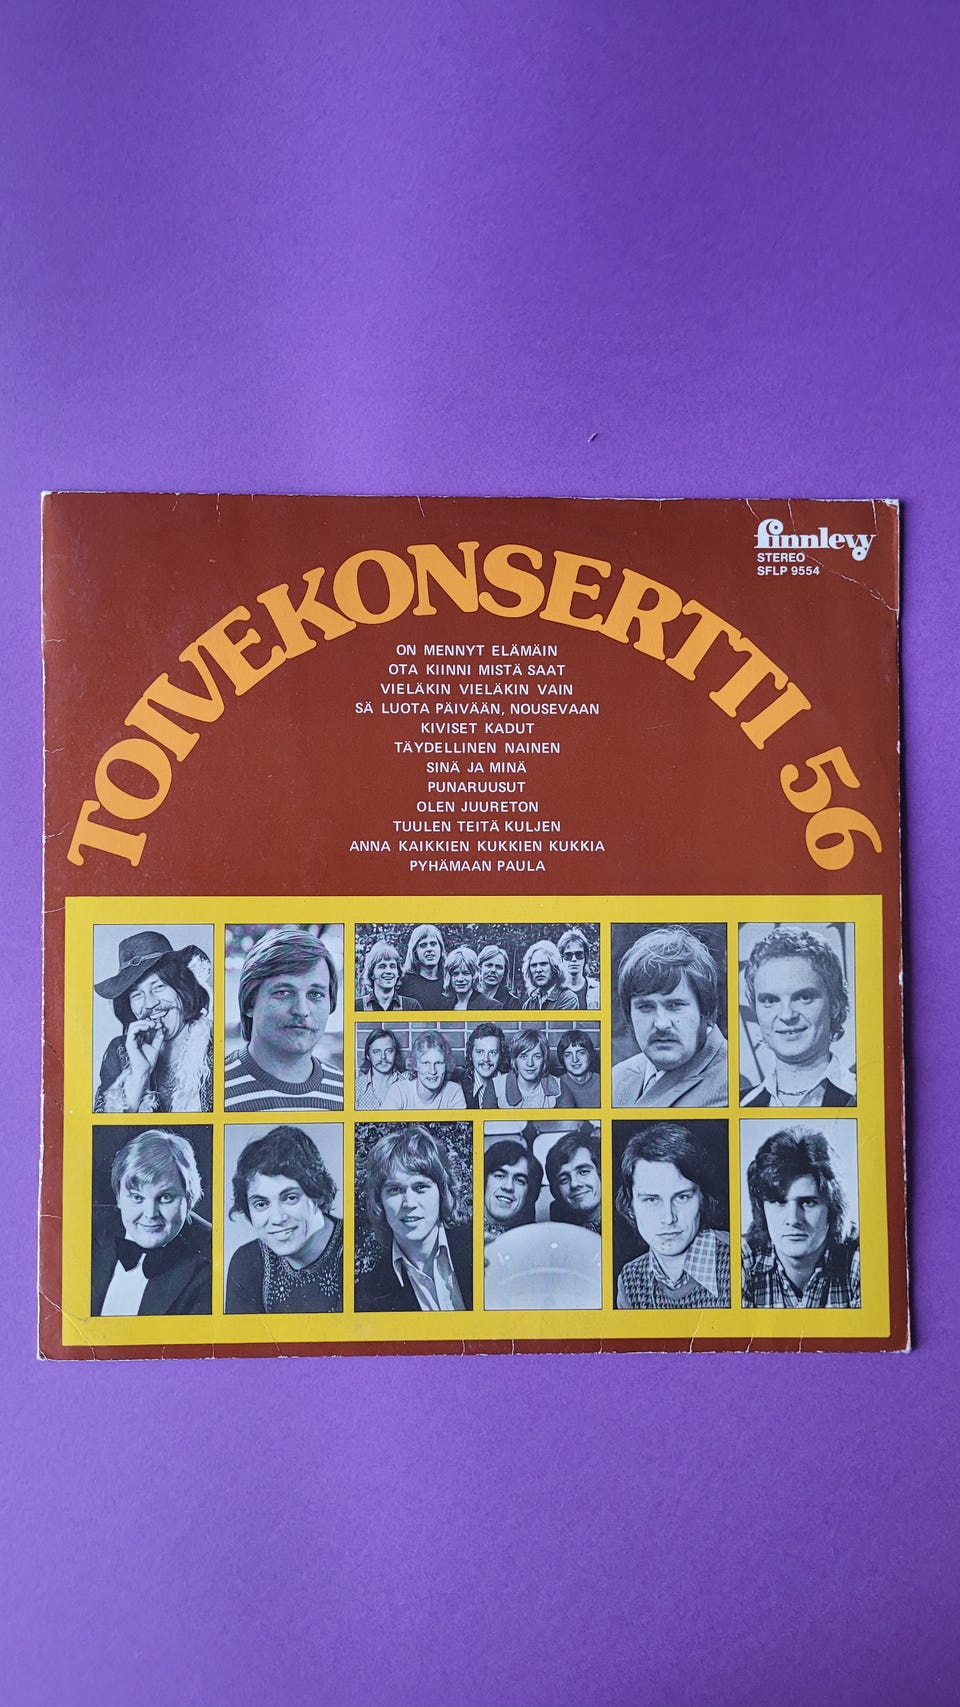 finnlevy
STEREO
SFLP 9554
TOIVEKONSERTTI 56
ON MENNYT ELÄMÄIN
OTA KIINNI MISTÄ SAAT
VIELÄKIN VIELÄKIN VAIN
SÄ LUOTA PÄIVÄÄN, NOUSEVAAN
KIVISET KADUT
TÄYDELLINEN NAINEN
SINÄ JA MINÄ
PUNARUUSUT
OLEN JUURETON
TUULEN TEITÄ KULJEN
ANNA KAIKKIEN KUKKIEN KUKKIA
PYHÄMAAN PAULA